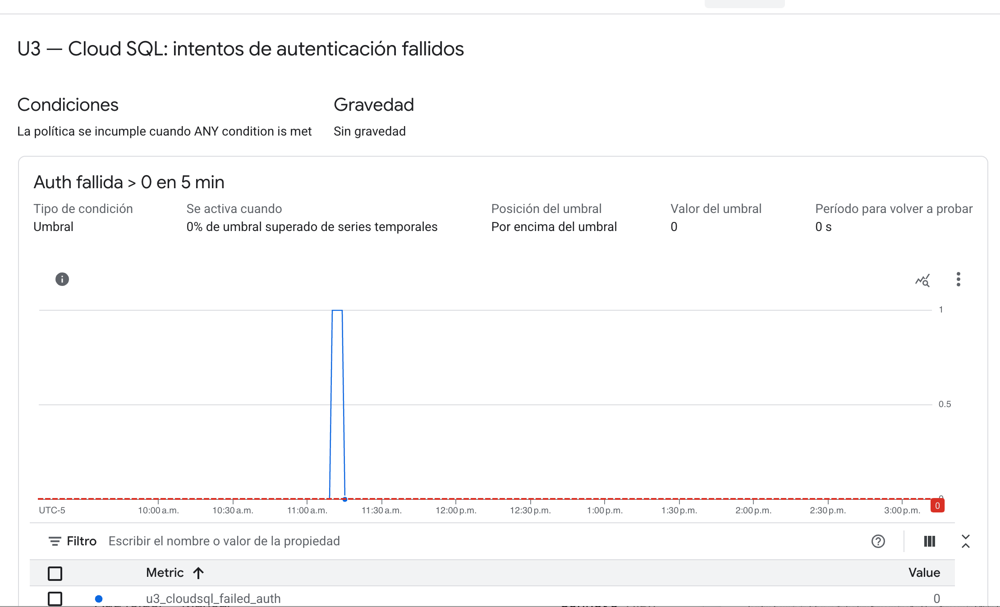 U3 — Cloud SQL: intentos de autenticación fallidos
Condiciones
Gravedad
La política se incumple cuando ANY condition is met
Sin gravedad
Auth fallida > 0 en 5 min
Tipo de condición
Se activa cuando
Posición del umbral
Valor del umbral
Período para volver a probar
Umbral
0% de umbral superado de series temporales
Por encima del umbral
0
0 s
1
0.5
0
0
UTC-5
10:00 a.m.
10:30 a.m.
11:00 a.m.
11:30 a.m.
12:00 p.m.
12:30 p.m.
1:00 p.m.
1:30 p.m.
2:00 p.m.
2:30 p.m.
3:00 p.m.
Filtro
Escribir el nombre o valor de la propiedad
Metric
Value
u3_cloudsql_failed_auth
0